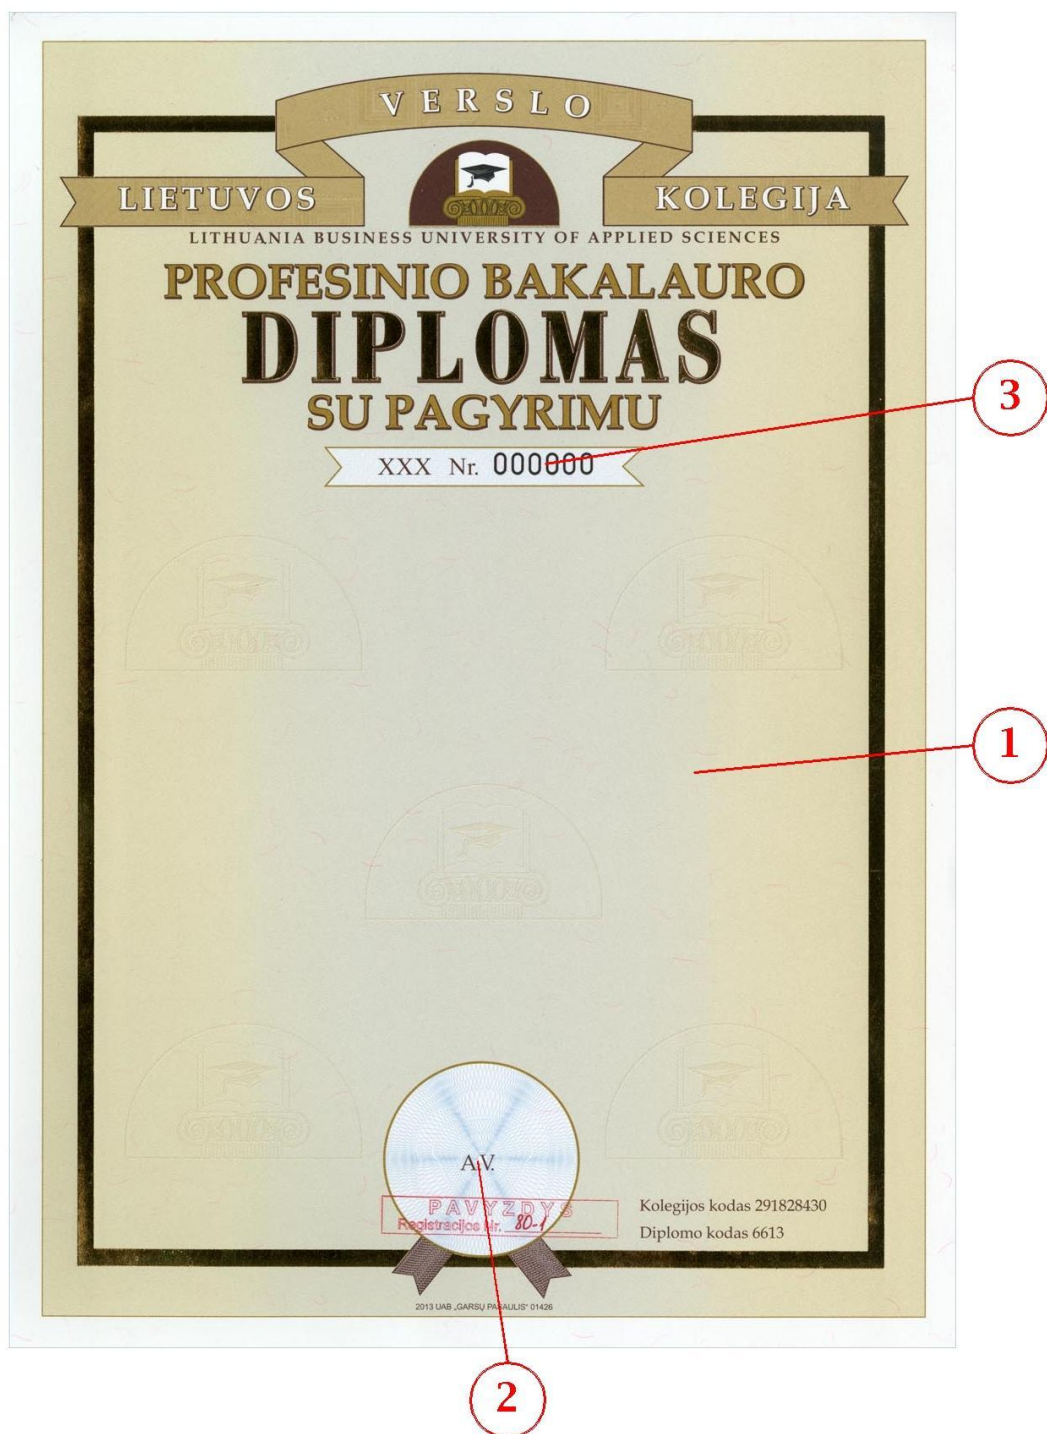 VERSLO
LIETUVOS KOLEGIJA
LITHUANIA BUSINESS UNIVERSITY OF APPLIED SCIENCES
PROFESINIO BAKALAURO
DIPLOMAS
SU PAGYRIMU
3
XXX Nr. 000000
1
A.V.
PAVYZDYS
Registracijos Nr. 80-1
Kolegijos kodas 291828430
Diplomo kodas 6613
2013 UAB „GARSŲ PASAULIS“ 01426
2